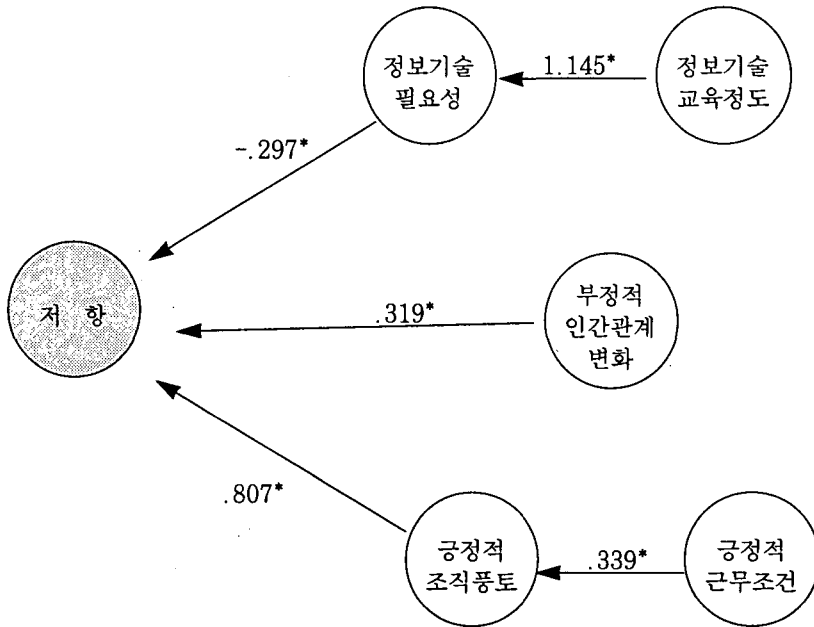 정보기술
필요성
1.145*
정보기술
교육정도
-.297*
저 항
.319*
부정적
인간관계
변화
.807*
긍정적
조직풍토
.339*
긍정적
근무조건